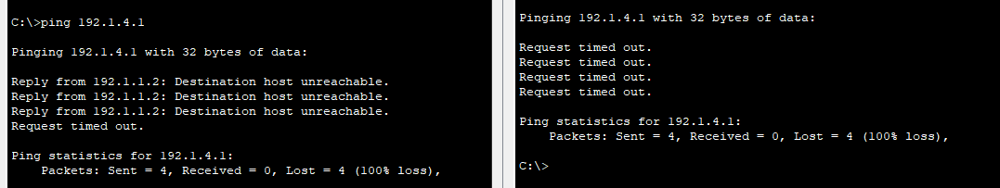 C:\>ping 192.1.4.1
Pinging 192.1.4.1 with 32 bytes of data:
Reply from 192.1.1.2: Destination host unreachable.
Reply from 192.1.1.2: Destination host unreachable.
Reply from 192.1.1.2: Destination host unreachable.
Request timed out.
Ping statistics for 192.1.4.1:
    Packets: Sent = 4, Received = 0, Lost = 4 (100% loss),
Pinging 192.1.4.1 with 32 bytes of data:
Request timed out.
Request timed out.
Request timed out.
Request timed out.
Ping statistics for 192.1.4.1:
    Packets: Sent = 4, Received = 0, Lost = 4 (100% loss),
C:\>